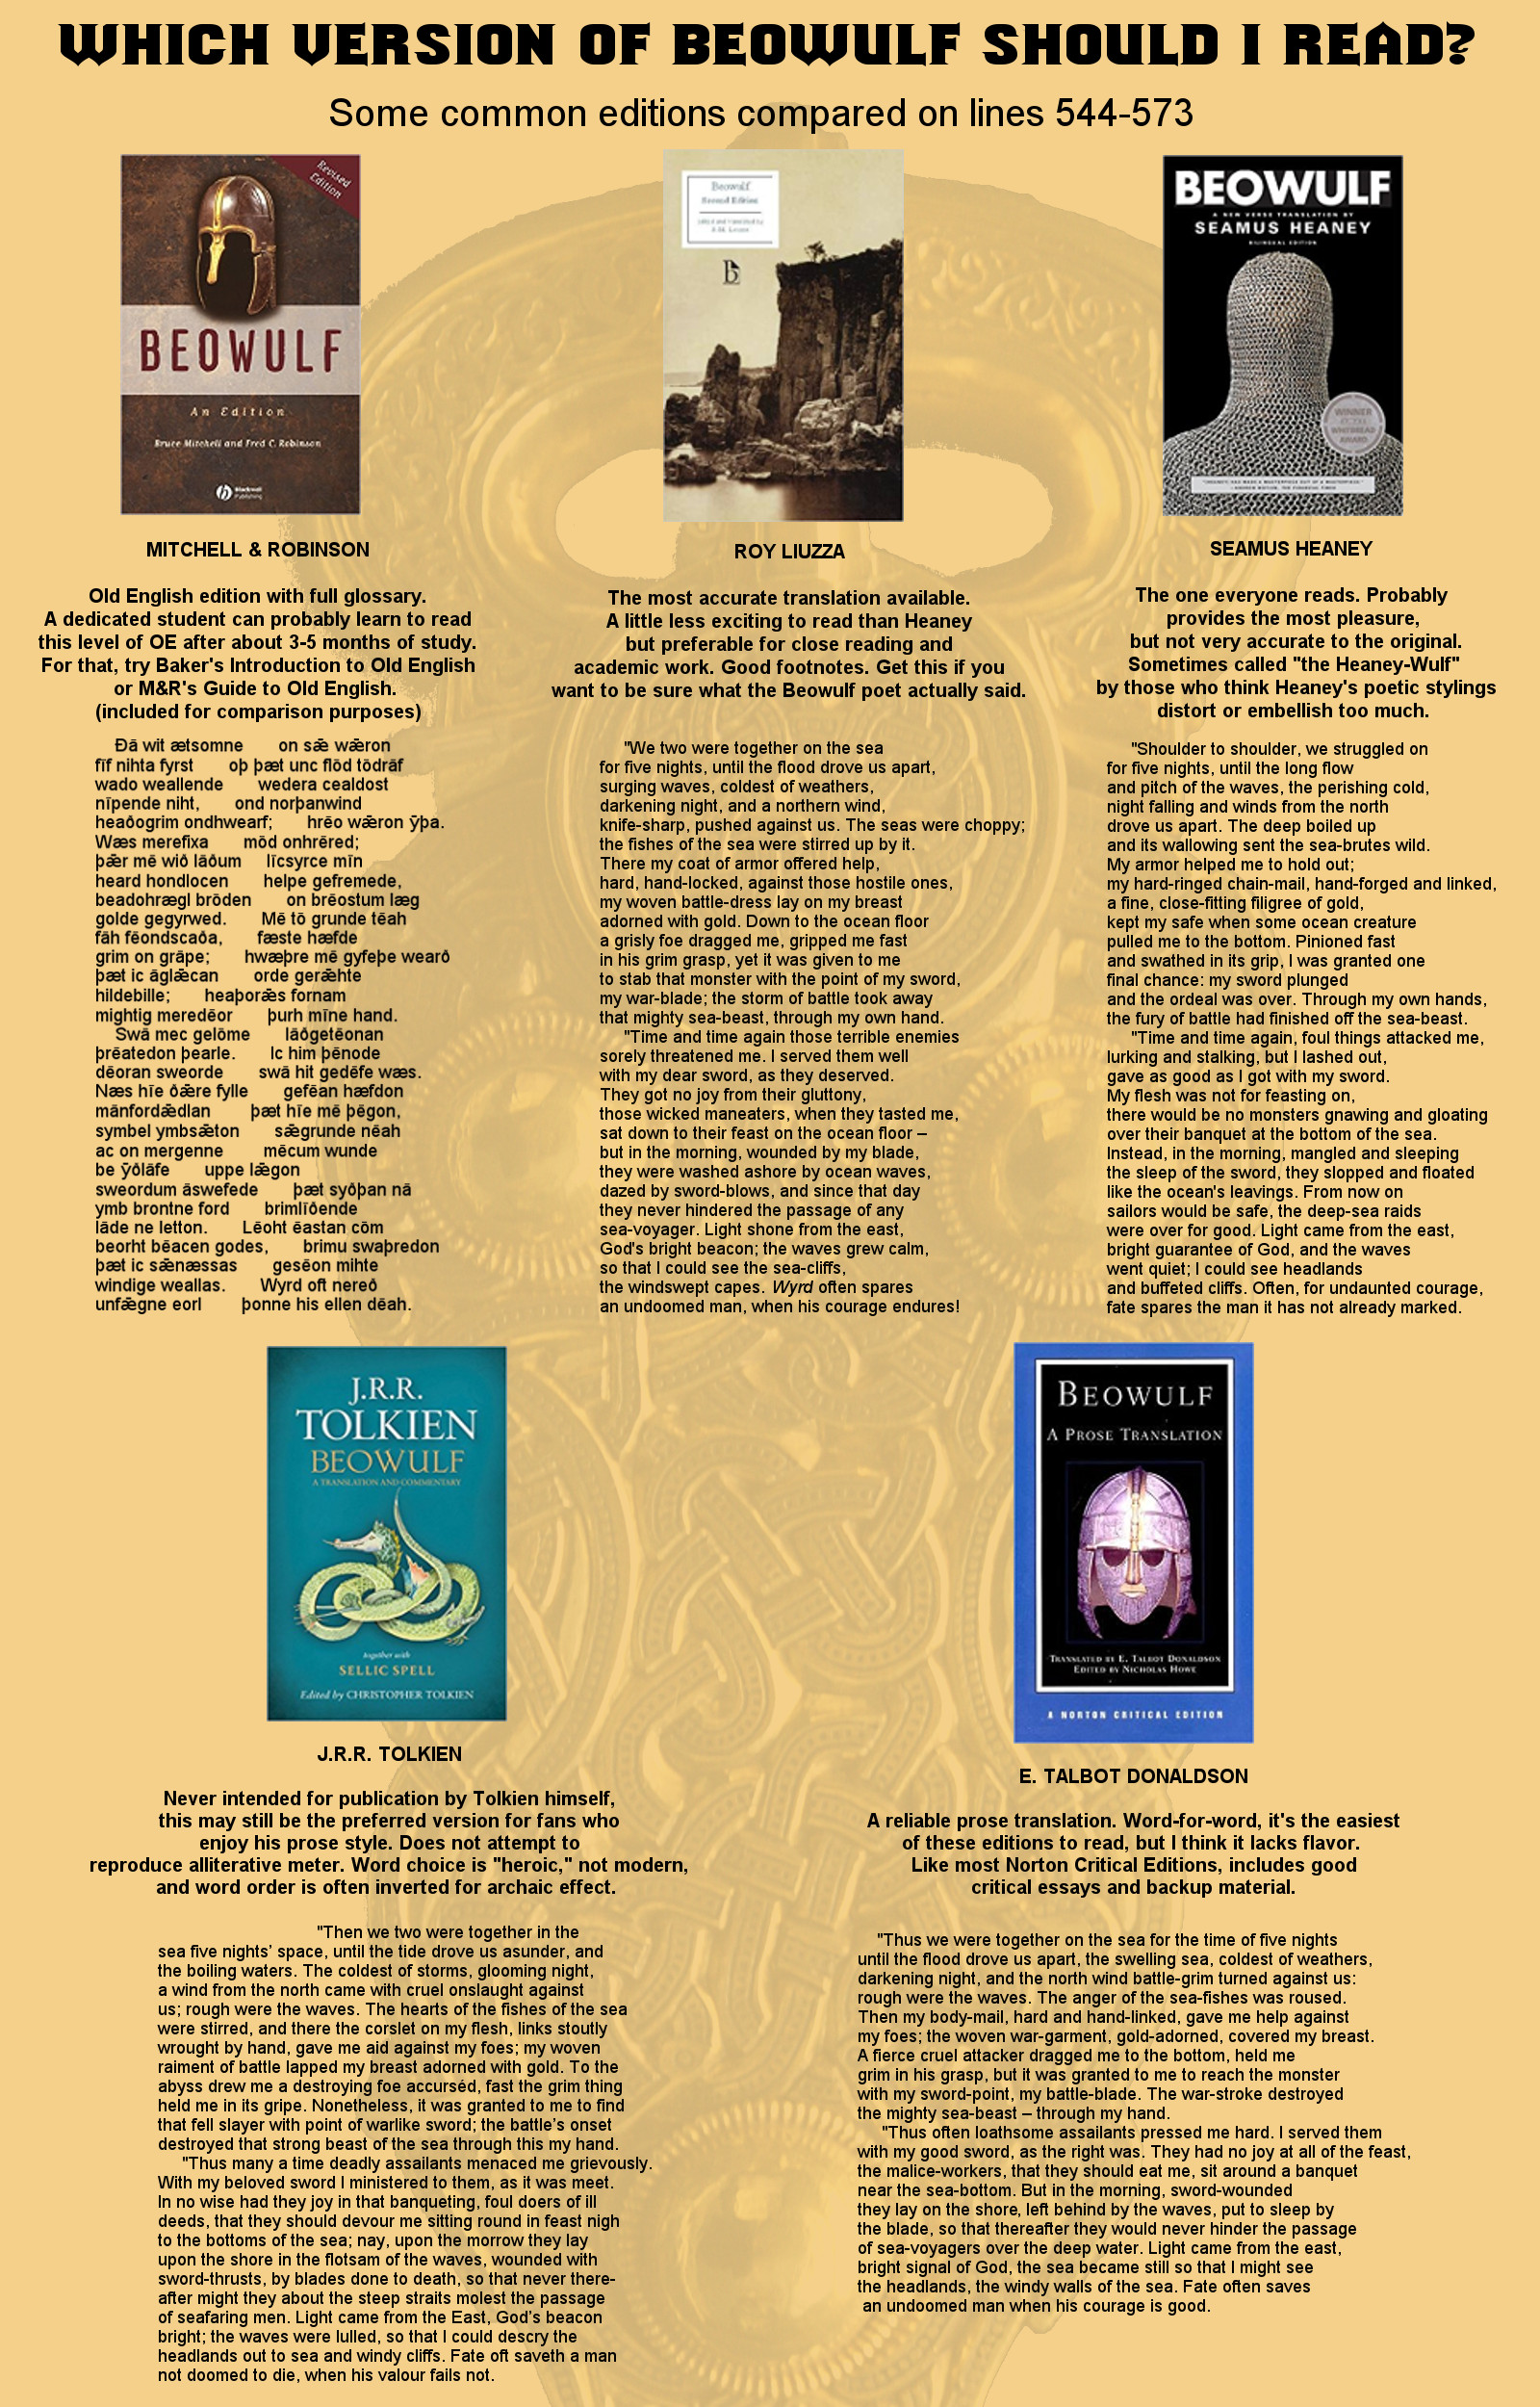 WHICH VERSION OF BEOWULF SHOULD I READ?
Some common editions compared on lines 544-573
Revised
Edition
BEOWULF
An Edition
Bruce Mitchell and Fred C. Robinson
Blackwell
Publishing
MITCHELL & ROBINSON
Old English edition with full glossary.
A dedicated student can probably learn to read
this level of OE after about 3-5 months of study.
For that, try Baker's Introduction to Old English
or M&R's Guide to Old English.
(included for comparison purposes)
Ðā wit ætsomne on sǣ wǣron
fīf nihta fyrst oþ þæt unc flōd tōdrāf
wado weallende wedera cealdost
nīpende niht, ond norþanwind
heaðogrim ondhwearf; hrēo wǣron ȳþa.
Wæs merefixa mōd onhrēred;
þǣr mē wið lāðum līcsyrce mīn
heard hondlocen helpe gefremede,
beadohrægl brōden on brēostum læg
golde gegyrwed. Mē tō grunde tēah
fāh fēondscaða, fæste hæfde
grim on grāpe; hwæþre mē gyfeþe wearð
þæt ic āglǣcan orde gerǣhte
hildebille; heaþorǣs fornam
mightig meredēor þurh mīne hand.
Swā mec gelōme lāðgetēonan
þrēatedon þearle. Ic him þēnode
dēoran sweorde swā hit gedēfe wæs.
Næs hīe ðǣre fylle gefēan hæfdon
mānfordǣdlan þæt hīe mē þēgon,
symbel ymbsǣton sǣgrunde nēah
ac on mergenne mēcum wunde
be ȳðlāfe uppe lǣgon
sweordum āswefede þæt syðþan nā
ymb brontne ford brimlīðende
lāde ne letton. Lēoht ēastan cōm
beorht bēacen godes, brimu swaþredon
þæt ic sǣnæssas gesēon mihte
windige weallas. Wyrd oft nereð
unfǣgne eorl þonne his ellen dēah.
Beowulf
Second Edition
b
ROY LIUZZA
The most accurate translation available.
A little less exciting to read than Heaney
but preferable for close reading and
academic work. Good footnotes. Get this if you
want to be sure what the Beowulf poet actually said.
"We two were together on the sea
for five nights, until the flood drove us apart,
surging waves, coldest of weathers,
darkening night, and a northern wind,
knife-sharp, pushed against us. The seas were choppy;
the fishes of the sea were stirred up by it.
There my coat of armor offered help,
hard, hand-locked, against those hostile ones,
my woven battle-dress lay on my breast
adorned with gold. Down to the ocean floor
a grisly foe dragged me, gripped me fast
in his grim grasp, yet it was given to me
to stab that monster with the point of my sword,
my war-blade; the storm of battle took away
that mighty sea-beast, through my own hand.
"Time and time again those terrible enemies
sorely threatened me. I served them well
with my dear sword, as they deserved.
They got no joy from their gluttony,
those wicked maneaters, when they tasted me,
sat down to their feast on the ocean floor –
but in the morning, wounded by my blade,
they were washed ashore by ocean waves,
dazed by sword-blows, and since that day
they never hindered the passage of any
sea-voyager. Light shone from the east,
God's bright beacon; the waves grew calm,
so that I could see the sea-cliffs,
the windswept capes. Wyrd often spares
an undoomed man, when his courage endures!
BEOWULF
A NEW VERSE TRANSLATION BY
SEAMUS HEANEY
BILINGUAL EDITION
WINNER
WHITBREAD
AWARD
SEAMUS HEANEY
The one everyone reads. Probably
provides the most pleasure,
but not very accurate to the original.
Sometimes called "the Heaney-Wulf"
by those who think Heaney's poetic stylings
distort or embellish too much.
"Shoulder to shoulder, we struggled on
for five nights, until the long flow
and pitch of the waves, the perishing cold,
night falling and winds from the north
drove us apart. The deep boiled up
and its wallowing sent the sea-brutes wild.
My armor helped me to hold out;
my hard-ringed chain-mail, hand-forged and linked,
a fine, close-fitting filigree of gold,
kept my safe when some ocean creature
pulled me to the bottom. Pinioned fast
and swathed in its grip, I was granted one
final chance: my sword plunged
and the ordeal was over. Through my own hands,
the fury of battle had finished off the sea-beast.
"Time and time again, foul things attacked me,
lurking and stalking, but I lashed out,
gave as good as I got with my sword.
My flesh was not for feasting on,
there would be no monsters gnawing and gloating
over their banquet at the bottom of the sea.
Instead, in the morning, mangled and sleeping
the sleep of the sword, they slopped and floated
like the ocean's leavings. From now on
sailors would be safe, the deep-sea raids
were over for good. Light came from the east,
bright guarantee of God, and the waves
went quiet; I could see headlands
and buffeted cliffs. Often, for undaunted courage,
fate spares the man it has not already marked.
J.R.R.
TOLKIEN
BEOWULF
A TRANSLATION AND COMMENTARY
together with
SELLIC SPELL
Edited by CHRISTOPHER TOLKIEN
J.R.R. TOLKIEN
Never intended for publication by Tolkien himself,
this may still be the preferred version for fans who
enjoy his prose style. Does not attempt to
reproduce alliterative meter. Word choice is "heroic," not modern,
and word order is often inverted for archaic effect.
"Then we two were together in the
sea five nights' space, until the tide drove us asunder, and
the boiling waters. The coldest of storms, glooming night,
a wind from the north came with cruel onslaught against
us; rough were the waves. The hearts of the fishes of the sea
were stirred, and there the corslet on my flesh, links stoutly
wrought by hand, gave me aid against my foes; my woven
raiment of battle lapped my breast adorned with gold. To the
abyss drew me a destroying foe accurséd, fast the grim thing
held me in its gripe. Nonetheless, it was granted to me to find
that fell slayer with point of warlike sword; the battle's onset
destroyed that strong beast of the sea through this my hand.
"Thus many a time deadly assailants menaced me grievously.
With my beloved sword I ministered to them, as it was meet.
In no wise had they joy in that banqueting, foul doers of ill
deeds, that they should devour me sitting round in feast nigh
to the bottoms of the sea; nay, upon the morrow they lay
upon the shore in the flotsam of the waves, wounded with
sword-thrusts, by blades done to death, so that never there-
after might they about the steep straits molest the passage
of seafaring men. Light came from the East, God's beacon
bright; the waves were lulled, so that I could descry the
headlands out to sea and windy cliffs. Fate oft saveth a man
not doomed to die, when his valour fails not.
BEOWULF
A PROSE TRANSLATION
TRANSLATED BY E. TALBOT DONALDSON
EDITED BY NICHOLAS HOWE
A NORTON CRITICAL EDITION
E. TALBOT DONALDSON
A reliable prose translation. Word-for-word, it's the easiest
of these editions to read, but I think it lacks flavor.
Like most Norton Critical Editions, includes good
critical essays and backup material.
"Thus we were together on the sea for the time of five nights
until the flood drove us apart, the swelling sea, coldest of weathers,
darkening night, and the north wind battle-grim turned against us:
rough were the waves. The anger of the sea-fishes was roused.
Then my body-mail, hard and hand-linked, gave me help against
my foes; the woven war-garment, gold-adorned, covered my breast.
A fierce cruel attacker dragged me to the bottom, held me
grim in his grasp, but it was granted to me to reach the monster
with my sword-point, my battle-blade. The war-stroke destroyed
the mighty sea-beast – through my hand.
"Thus often loathsome assailants pressed me hard. I served them
with my good sword, as the right was. They had no joy at all of the feast,
the malice-workers, that they should eat me, sit around a banquet
near the sea-bottom. But in the morning, sword-wounded
they lay on the shore, left behind by the waves, put to sleep by
the blade, so that thereafter they would never hinder the passage
of sea-voyagers over the deep water. Light came from the east,
bright signal of God, the sea became still so that I might see
the headlands, the windy walls of the sea. Fate often saves
an undoomed man when his courage is good.